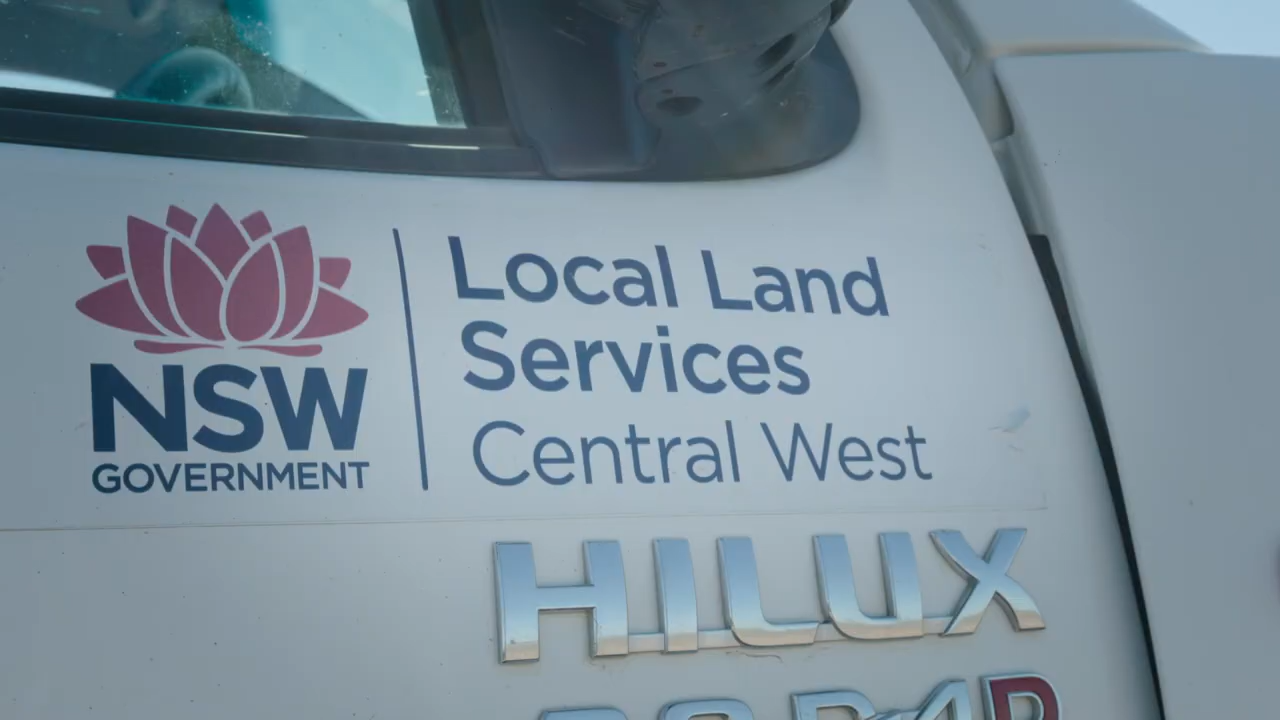 NSW
GOVERNMENT
Local Land
Services
Central West
HILUX